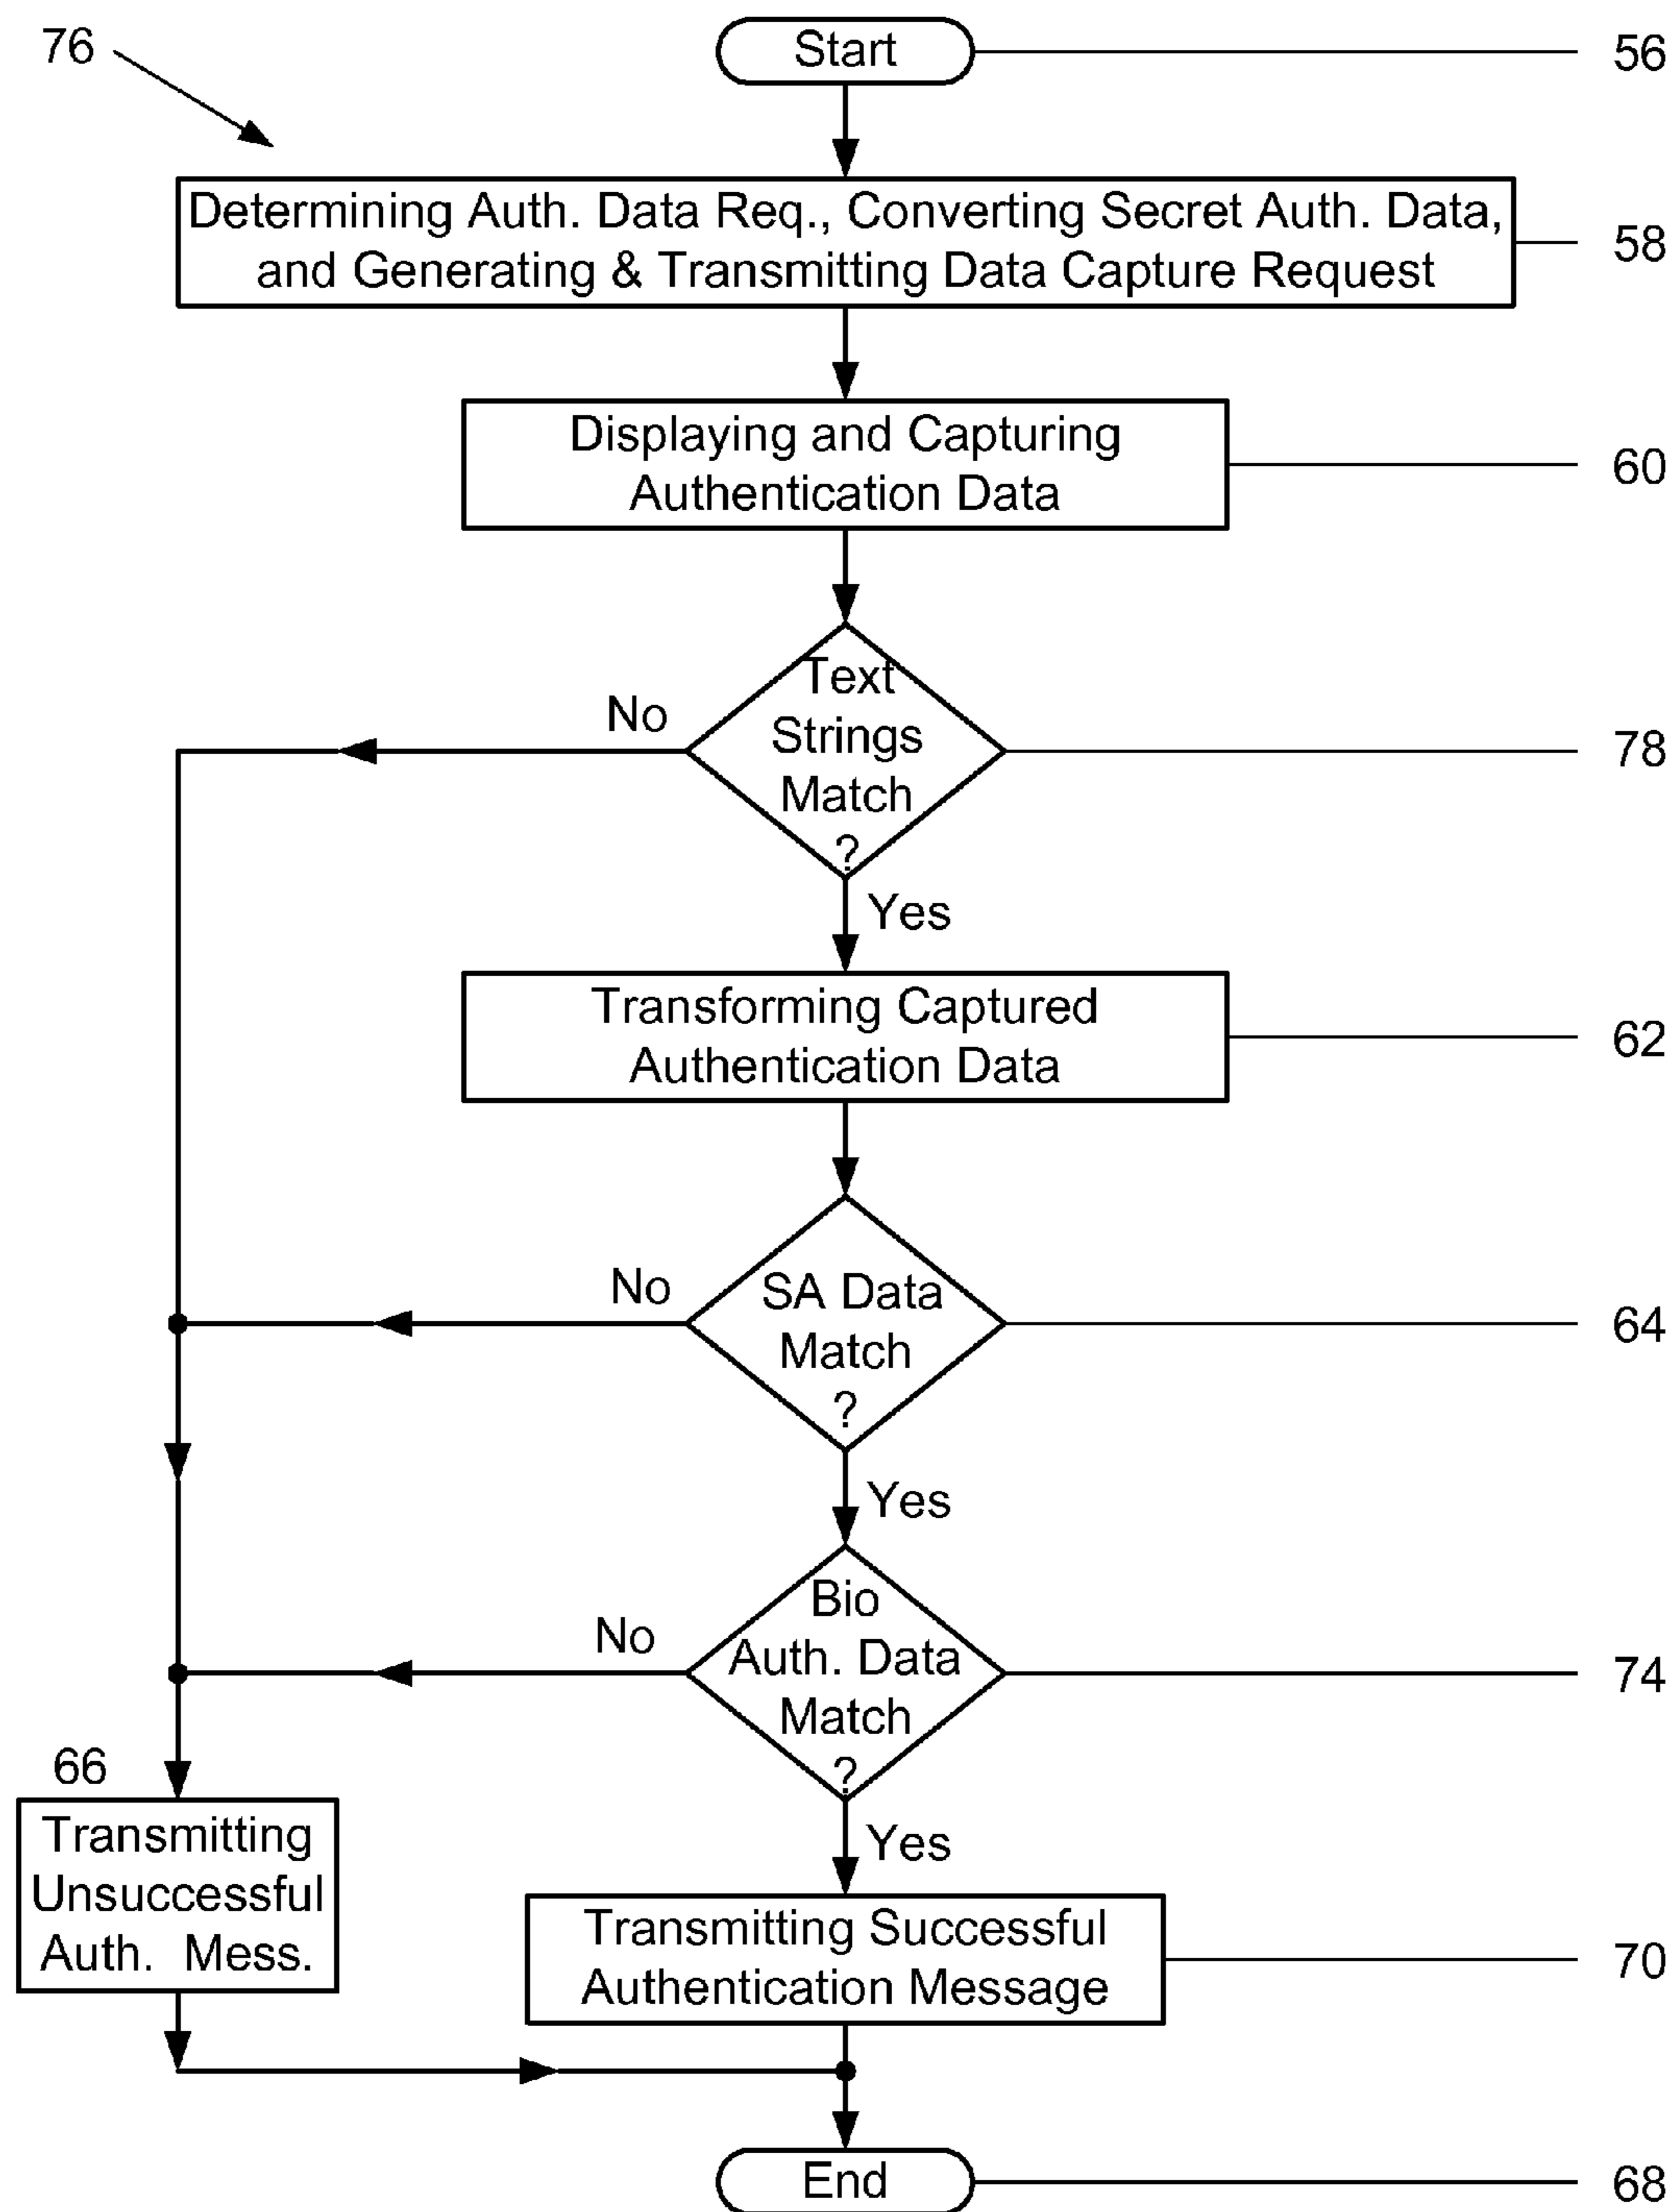 76
Start
56
Determining Auth. Data Req., Converting Secret Auth. Data,
and Generating & Transmitting Data Capture Request
58
Displaying and Capturing
Authentication Data
60
Text
Strings
Match
?
No
78
Yes
Transforming Captured
Authentication Data
62
SA Data
Match
?
No
64
Yes
Bio
Auth. Data
Match
?
No
74
Yes
66
Transmitting
Unsuccessful
Auth. Mess.
Transmitting Successful
Authentication Message
70
End
68